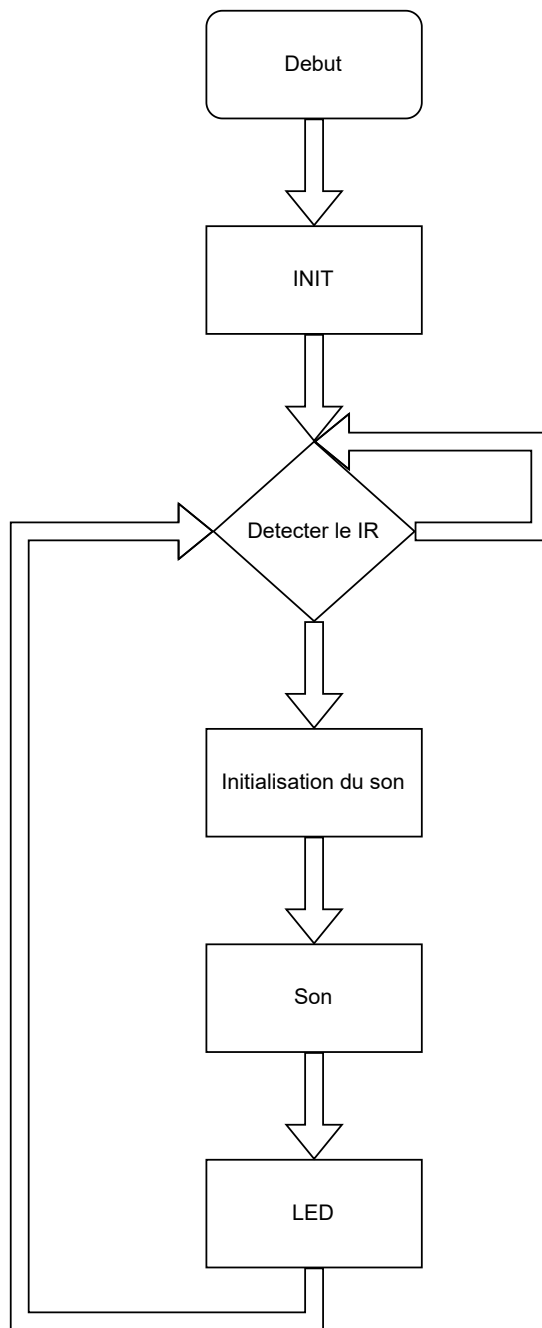 Debut
INIT
Detecter le IR
Initialisation du son
Son
LED